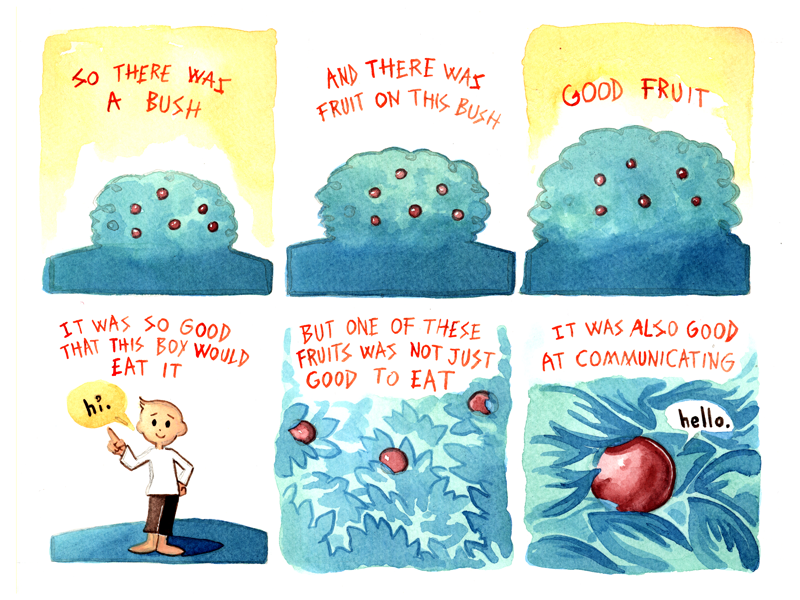 SO THERE WAS
A BUSH
AND THERE WAS
FRUIT ON THIS BUSH
GOOD FRUIT
IT WAS SO GOOD
THAT THIS BOY WOULD
EAT IT
hi.
BUT ONE OF THESE
FRUITS WAS NOT JUST
GOOD TO EAT
IT WAS ALSO GOOD
AT COMMUNICATING
hello.